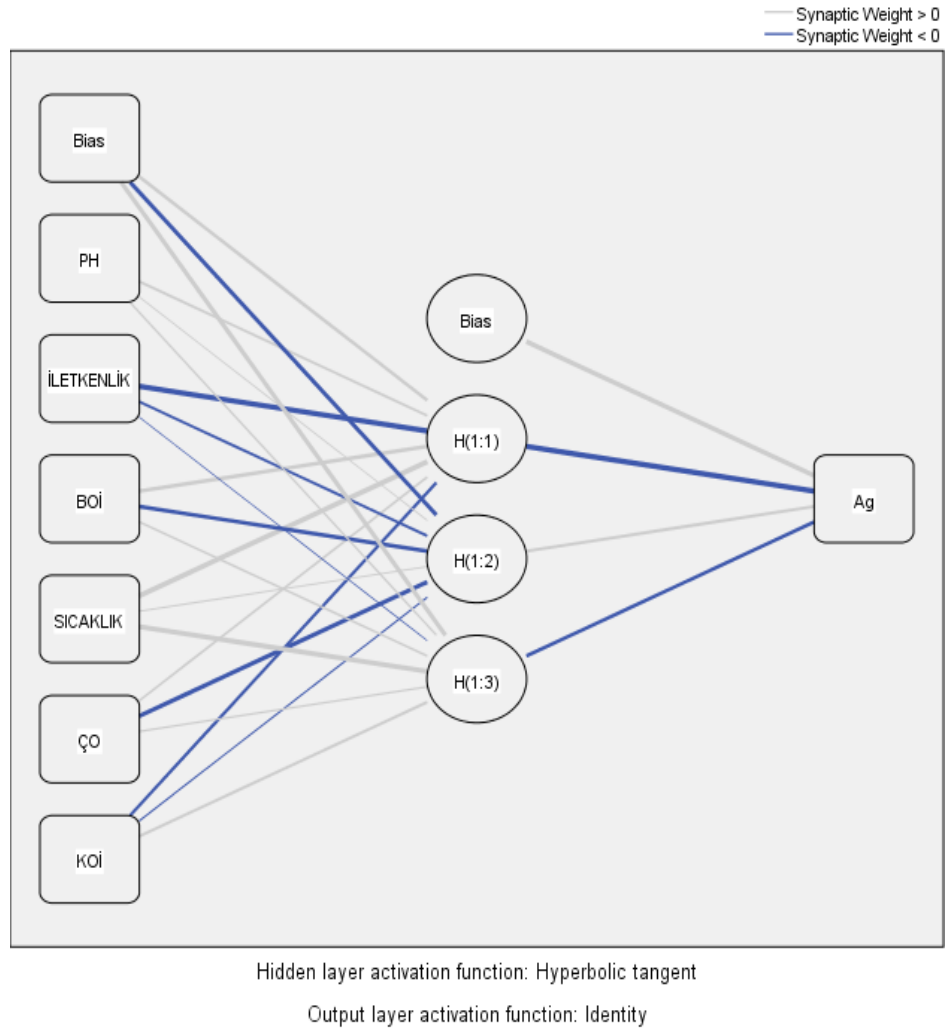 Synaptic Weight > 0
Synaptic Weight < 0
Bias
PH
İLETKENLİK
BOİ
SICAKLIK
ÇO
KOİ
Bias
H(1:1)
H(1:2)
H(1:3)
Ag
Hidden layer activation function: Hyperbolic tangent
Output layer activation function: Identity